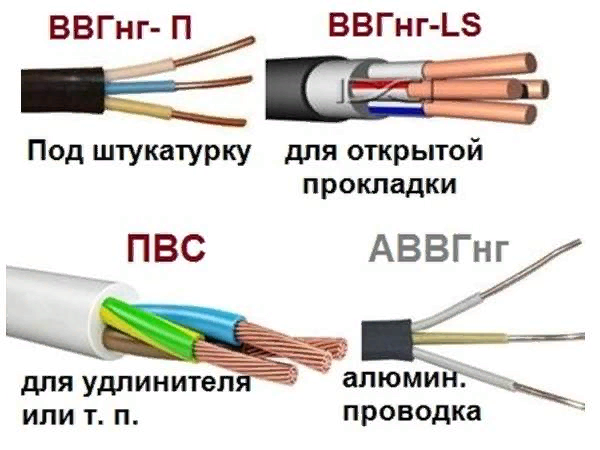 ВВГнг- П
Под штукатурку
ВВГнг-LS
для открытой
прокладки
ПВС
для удлинителя
или т. п.
АВВГнг
алюмин.
проводка